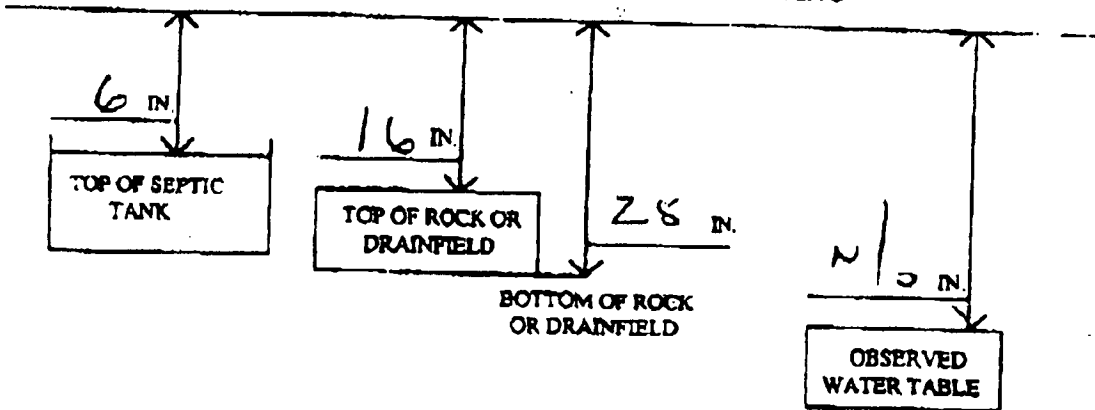 6 IN.
TOP OF SEPTIC
TANK
16 IN.
TOP OF ROCK OR
DRAINFIELD
28 IN.
BOTTOM OF ROCK
OR DRAINFIELD
IN.
OBSERVED
WATER TABLE